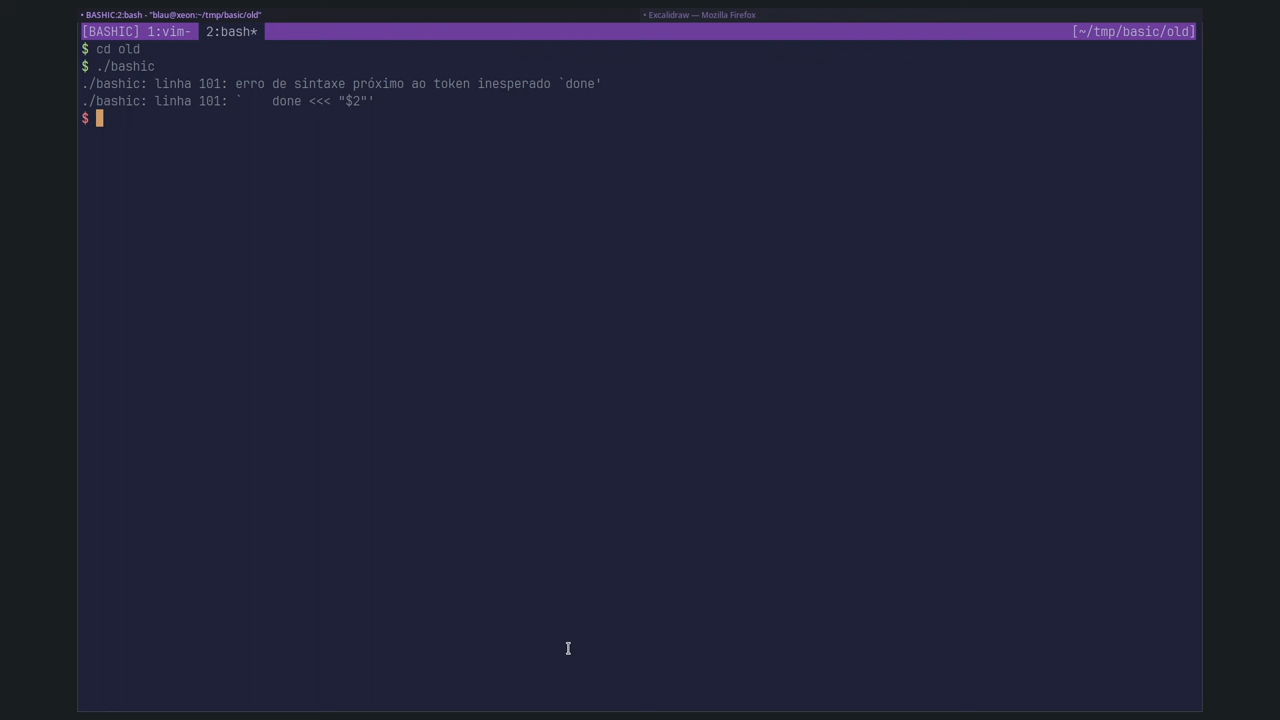 • BASHIC:2:bash - "blau@xeon:~/tmp/basic/old"
• Excalidraw — Mozilla Firefox
[BASHIC] 1:vim-  2:bash*
[~/tmp/basic/old]
$ cd old
$ ./bashic
./bashic: linha 101: erro de sintaxe próximo ao token inesperado `done'
./bashic: linha 101: `    done <<< "$2"'
$